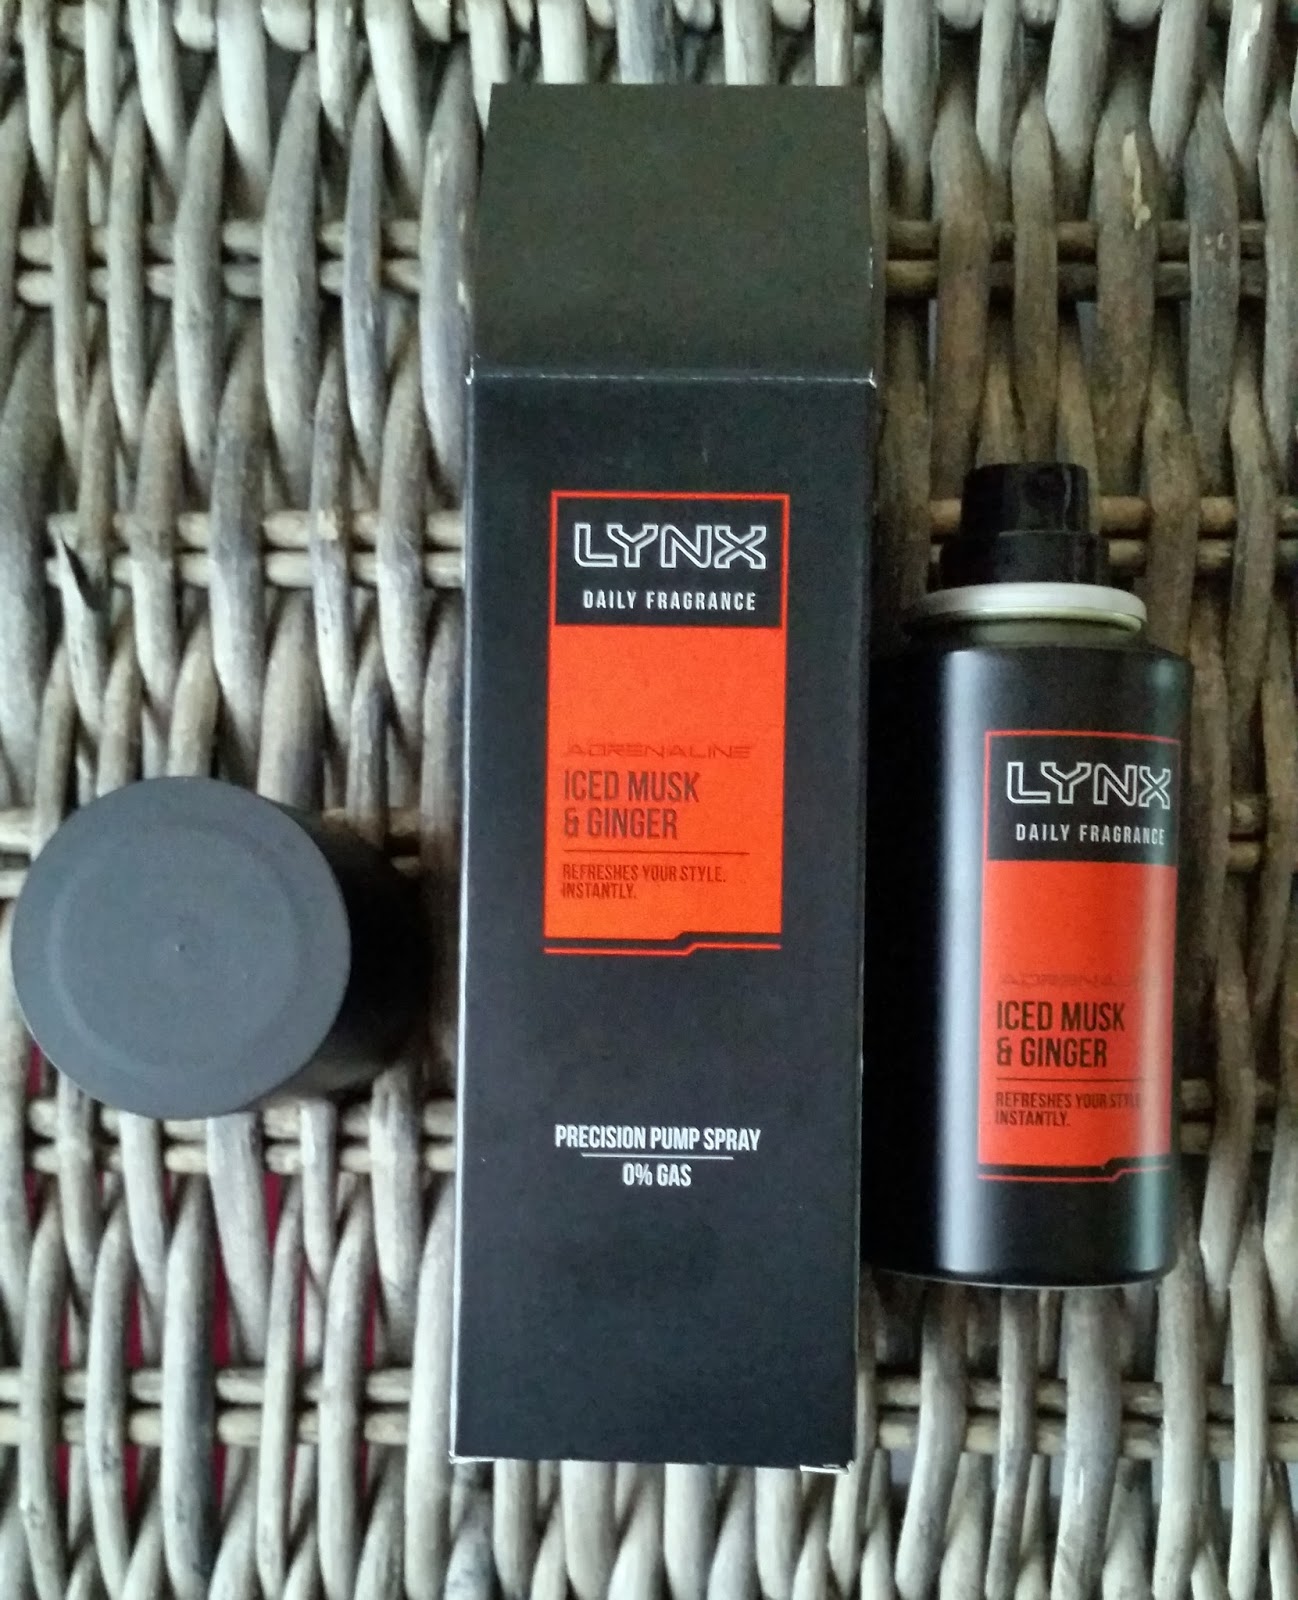 LYNX
DAILY FRAGRANCE
ADRENALINE
ICED MUSK
& GINGER
REFRESHES YOUR STYLE.
INSTANTLY.
PRECISION PUMP SPRAY
0% GAS
LYNX
DAILY FRAGRANCE
ICED MUSK
& GINGER
REFRESHES YOUR STYLE
INSTANTLY.